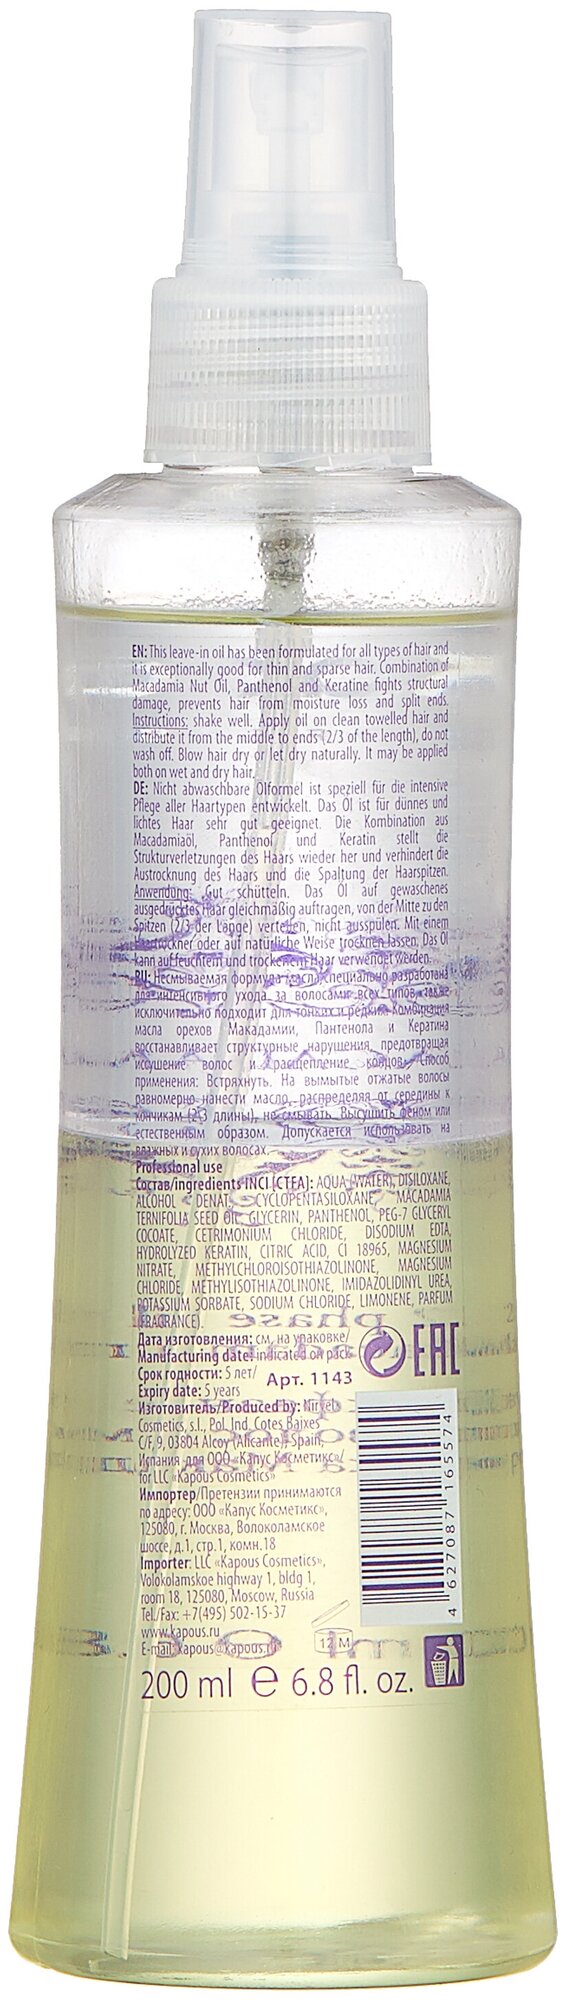 EN: This leave-in oil has been formulated for all types of hair and
it is exceptionally good for thin and sparse hair. Combination of
Macadamia Nut Oil, Panthenol and Keratine fights structural
damage, prevents hair from moisture loss and split ends.
Instructions: shake well. Apply oil on clean towelled hair and
distribute it from the middle to ends (2/3 of the length), do not
wash off. Blow hair dry or let dry naturally. It may be applied
both on wet and dry hair.
DE: Nicht abwaschbare Ölformel ist speziell für die intensive
Pflege aller Haartypen entwickelt. Das Öl ist für dünnes und
lichtes Haar sehr gut geeignet. Die Kombination aus
Macadamiaöl, Panthenol und Keratin stellt die
Strukturverletzungen des Haars wieder her und verhindert die
Austrocknung des Haars und die Spaltung der Haarspitzen.
Anwendung: Gut schütteln. Das Öl auf gewaschenes
ausgedrücktes Haar gleichmäßig auftragen, von der Mitte zu den
Spitzen (2/3 der Länge) verteilen, nicht ausspülen. Mit einem
Haartrockner oder auf natürliche Weise trocknen lassen. Das Öl
kann auf feuchtem und trockenem Haar verwendet werden.
RU: Несмываемая формула масла специально разработана
для интенсивного ухода за волосами всех типов, также
исключительно подходит для тонких и редких. Комбинация
масла орехов Макадамии, Пантенола и Кератина
восстанавливает структурные нарушения, предотвращая
иссушение волос и расщепление концов. Способ
применения: Встряхнуть. На вымытые отжатые волосы
равномерно нанести масло, распределяя от середины к
кончикам (2/3 длины), не смывать. Высушить феном или
естественным образом. Допускается использовать на
влажных и сухих волосах.
Professional use
Состав/ingredients INCI (CTFA): AQUA (WATER), DISILOXANE,
ALCOHOL DENAT, CYCLOPENTASILOXANE, MACADAMIA
TERNIFOLIA SEED OIL, GLYCERIN, PANTHENOL, PEG-7 GLYCERYL
COCOATE, CETRIMONIUM CHLORIDE, DISODIUM EDTA,
HYDROLYZED KERATIN, CITRIC ACID, CI 18965, MAGNESIUM
NITRATE, METHYLCHLOROISOTHIAZOLINONE, MAGNESIUM
CHLORIDE, METHYLISOTHIAZOLINONE, IMIDAZOLIDINYL UREA,
POTASSIUM SORBATE, SODIUM CHLORIDE, LIMONENE, PARFUM
(FRAGRANCE).
Дата изготовления: см. на упаковке/
Manufacturing date: indicated on pack
Срок годности: 5 лет/
Expiry date: 5 years
Арт. 1143
EAC
Изготовитель/Produced by: Nirvel
Cosmetics, s.l., Pol. Ind. Cotes Baixes
C/F, 9, 03804 Alcoy (Alicante), Spain,
Испания для ООО «Капус Косметикс»/
for LLC «Kapous Cosmetics»
Импортер/Претензии принимаются
по адресу: ООО «Капус Косметикс»,
125080, г. Москва, Волоколамское
шоссе, д.1, стр.1, комн.18
Importer: LLC «Kapous Cosmetics»,
Volokolamskoe highway 1, bldg 1,
room 18, 125080, Moscow, Russia
Tel./Fax: +7(495) 502-15-37
www.kapous.ru
E-mail: kapous@kapous.ru
4 627087 165574
12 M
200 ml e 6.8 fl. oz.